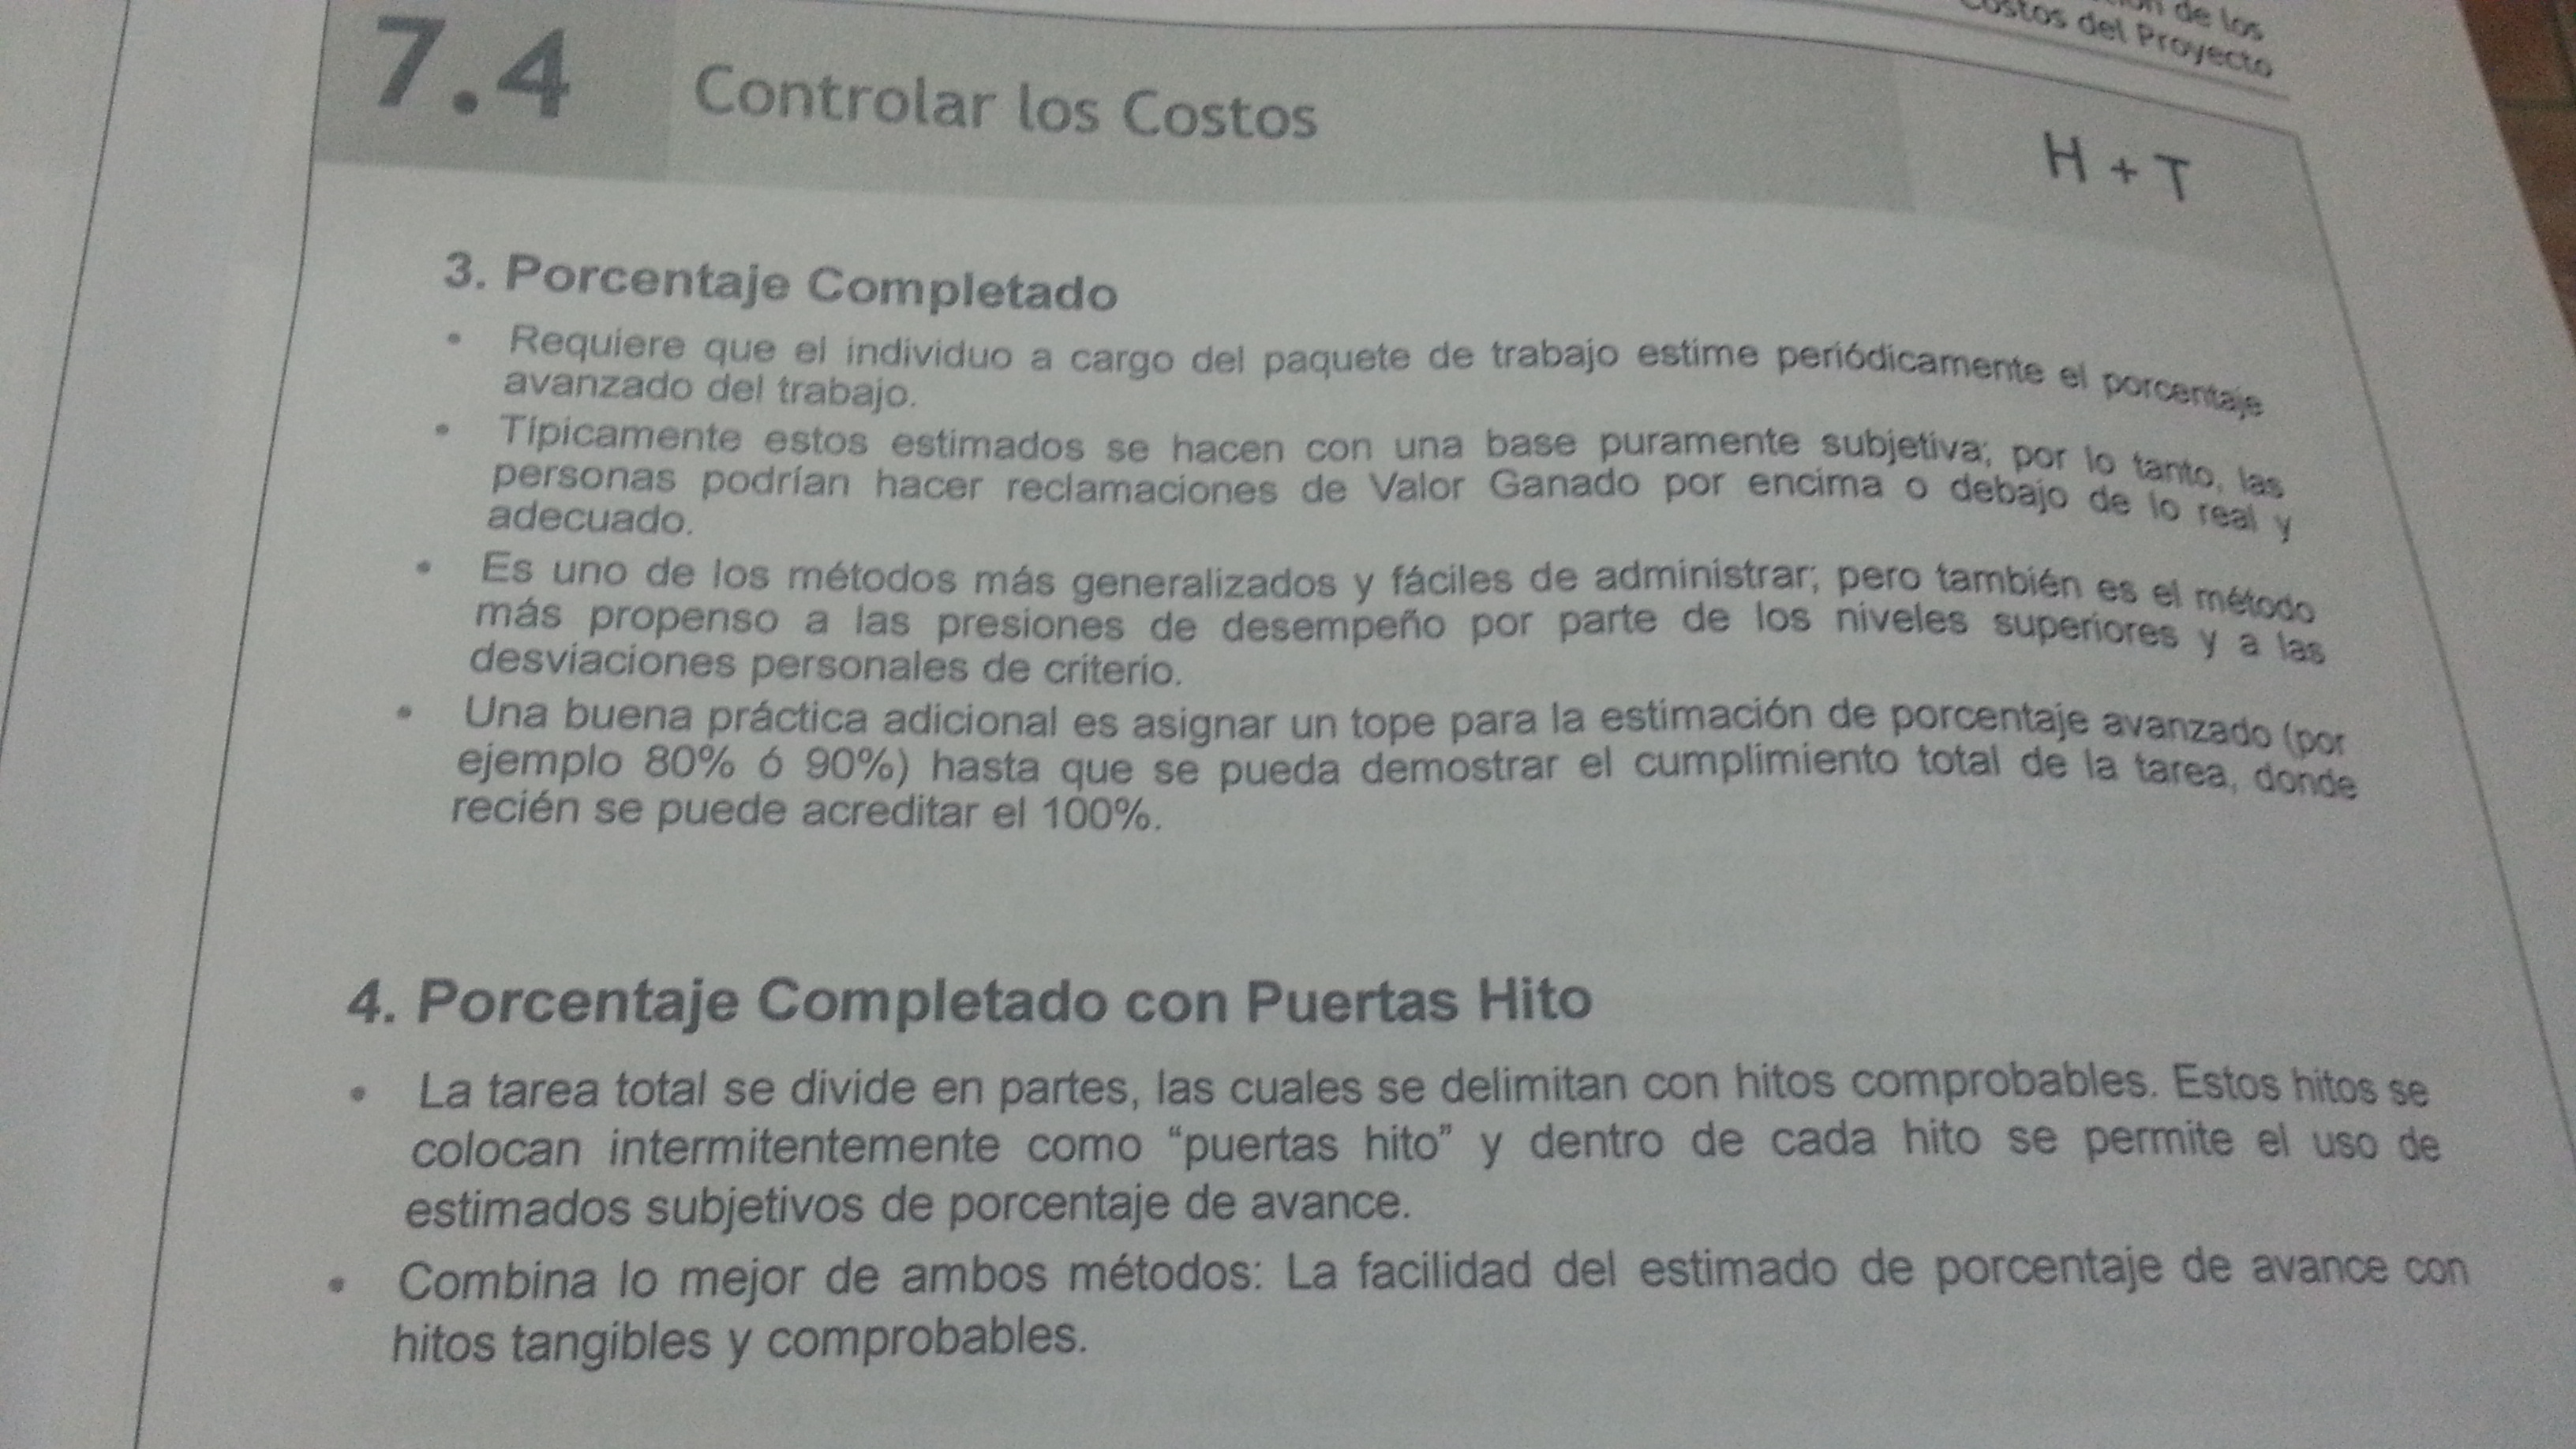 de los
Costos del Proyecto
7.4 Controlar los Costos H + T
3. Porcentaje Completado
• Requiere que el individuo a cargo del paquete de trabajo estime periódicamente el porcentaje
avanzado del trabajo.
• Típicamente estos estimados se hacen con una base puramente subjetiva; por lo tanto, las
personas podrían hacer reclamaciones de Valor Ganado por encima o debajo de lo real y
adecuado.
• Es uno de los métodos más generalizados y fáciles de administrar; pero también es el método
más propenso a las presiones de desempeño por parte de los niveles superiores y a las
desviaciones personales de criterio.
• Una buena práctica adicional es asignar un tope para la estimación de porcentaje avanzado (por
ejemplo 80% ó 90%) hasta que se pueda demostrar el cumplimiento total de la tarea, donde
recién se puede acreditar el 100%.
4. Porcentaje Completado con Puertas Hito
• La tarea total se divide en partes, las cuales se delimitan con hitos comprobables. Estos hitos se
colocan intermitentemente como “puertas hito” y dentro de cada hito se permite el uso de
estimados subjetivos de porcentaje de avance.
• Combina lo mejor de ambos métodos: La facilidad del estimado de porcentaje de avance con
hitos tangibles y comprobables.